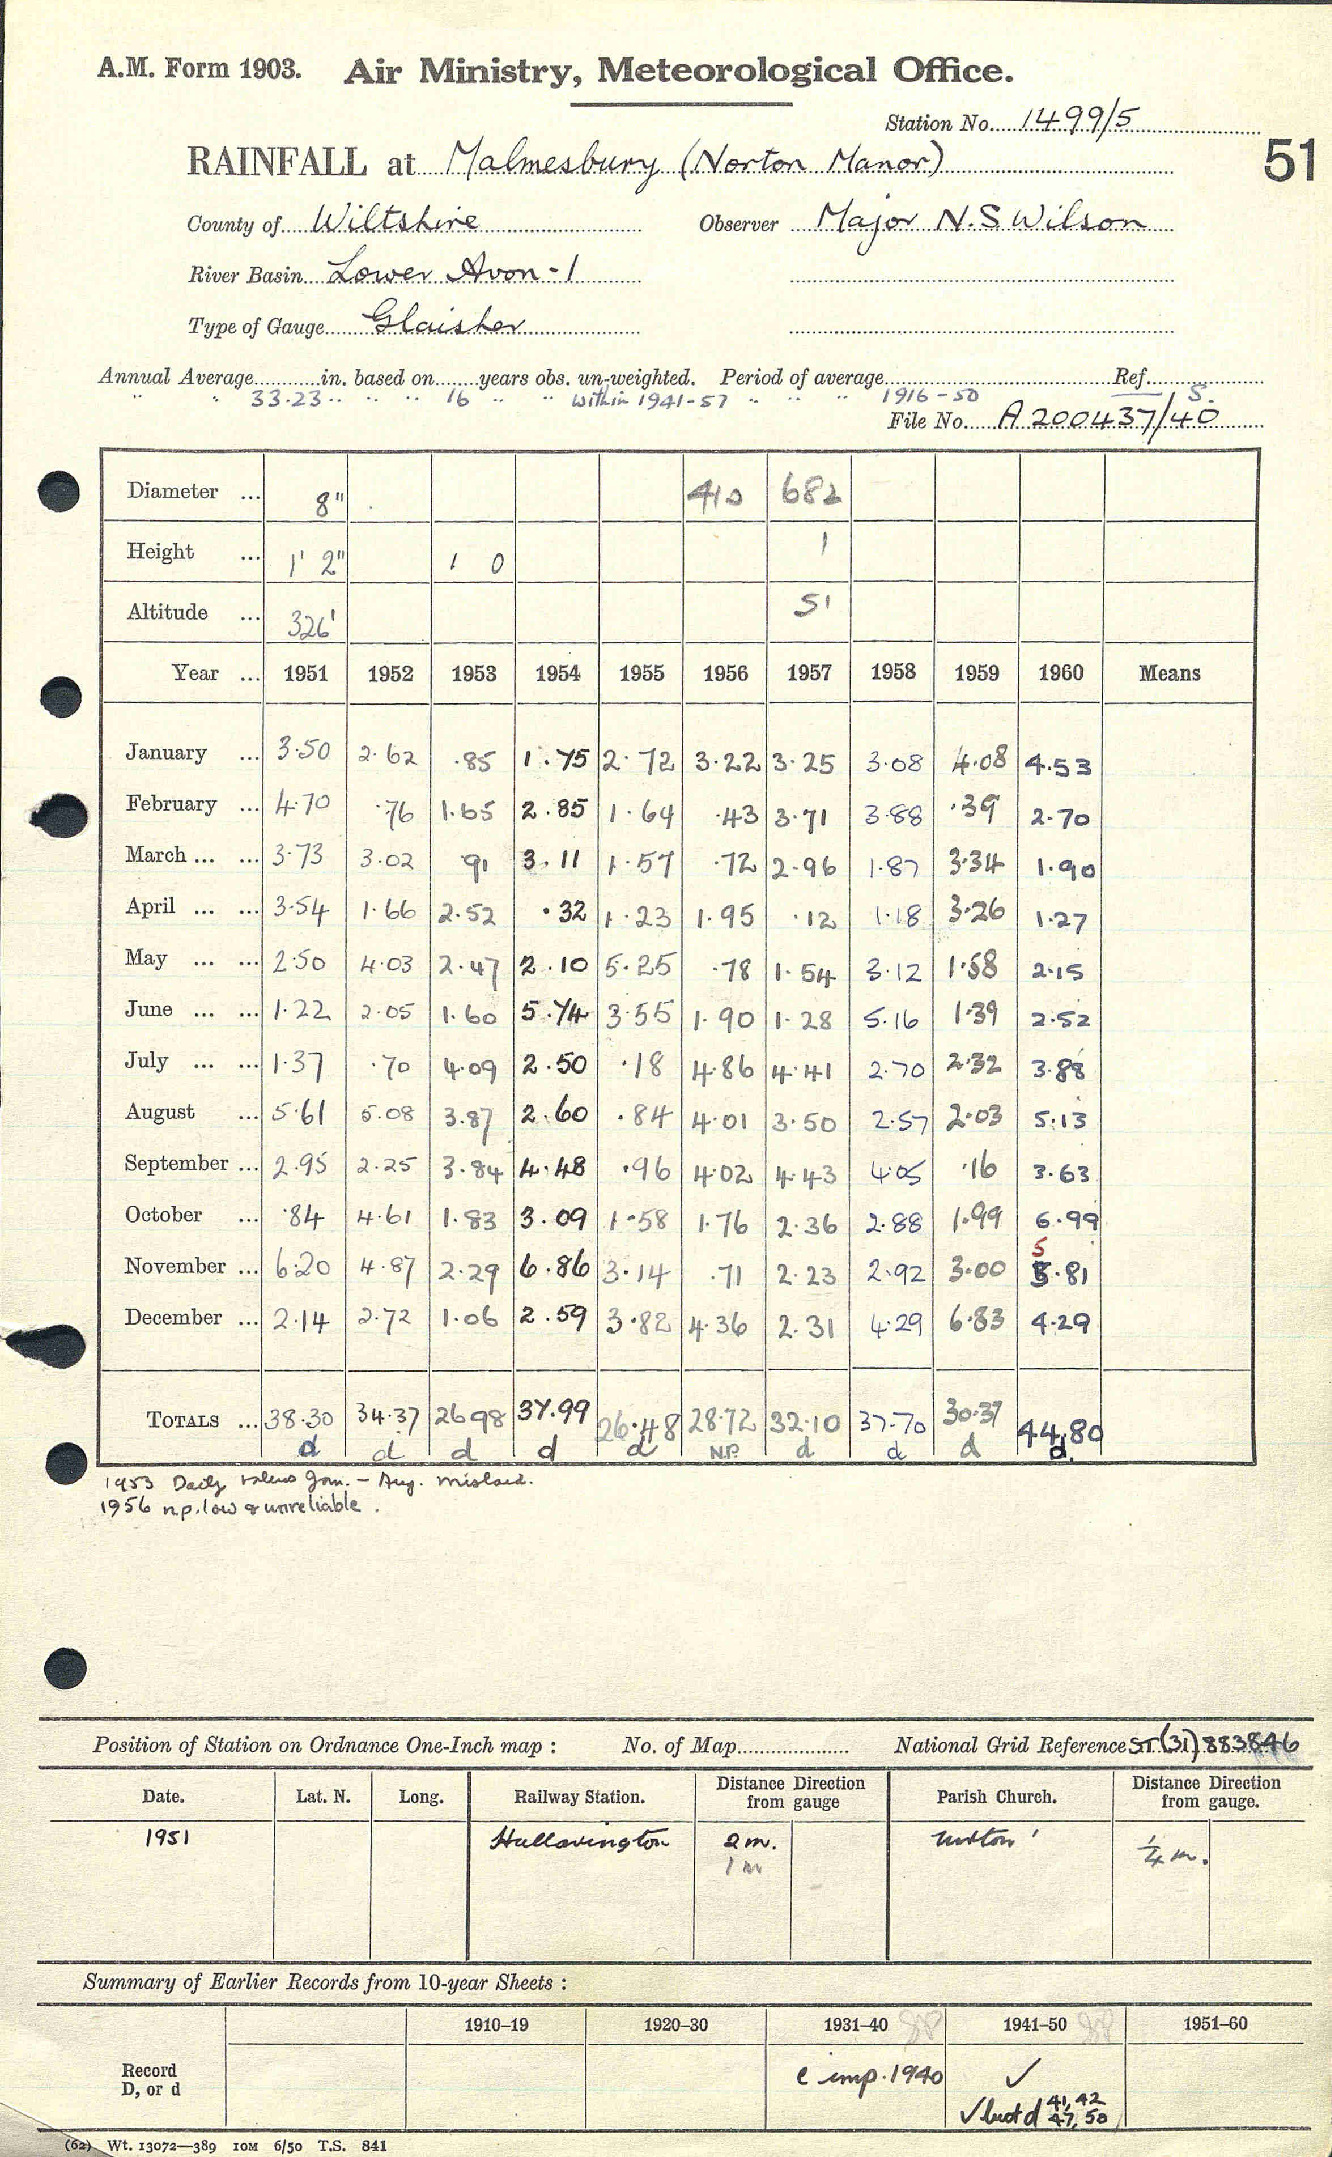 A.M. Form 1903. Air Ministry, Meteorological Office.
Station No. 1499/5
51
RAINFALL at Malmesbury (Norton Manor)
County of Wiltshire Observer Major N.S Wilson
River Basin Lower Avon - 1
Type of Gauge Glaisher
Annual Average in. based on years obs. un-weighted. Period of average Ref.
" " 33.23 " " " 16 " " within 1941-57 " " " 1916-50 S.
File No. A 200437/40
Diameter ... 8" 410 682
Height ... 1' 2" 1 0 1
Altitude ... 326' 51
Year ... 1951 1952 1953 1954 1955 1956 1957 1958 1959 1960 Means
January ... 3.50 2.62 .85 1.75 2.72 3.22 3.25 3.08 4.08 4.53
February ... 4.70 .76 1.65 2.85 1.64 .43 3.71 3.88 .39 2.70
March ... ... 3.73 3.02 .91 3.11 1.57 .72 2.96 1.87 3.34 1.90
April ... ... 3.54 1.66 2.52 .32 1.23 1.95 .12 1.18 3.26 1.27
May ... ... 2.50 4.03 2.47 2.10 5.25 .78 1.54 3.12 1.58 2.15
June ... ... 1.22 2.05 1.60 5.74 3.55 1.90 1.28 5.16 1.39 2.52
July ... ... 1.37 .70 4.09 2.50 .18 4.86 4.41 2.70 2.32 3.88
August ... 5.61 5.08 3.87 2.60 .84 4.01 3.50 2.57 2.03 5.13
September ... 2.95 2.25 3.84 4.48 .96 4.02 4.43 4.05 .16 3.63
October ... .84 4.61 1.83 3.09 1.58 1.76 2.36 2.88 1.99 6.99
5
November ... 6.20 4.87 2.29 6.86 3.14 .71 2.23 2.92 3.00 5.81
December ... 2.14 2.72 1.06 2.59 3.82 4.36 2.31 4.29 6.83 4.29
TOTALS ... 38.30 34.37 26.98 37.99 26.48 28.72 32.10 37.70 30.37 44.80
d d d d d N.P. d d d d.
1953 Daily values Jan. - Aug. mislaid.
1956 n.p. low & unreliable.
Position of Station on Ordnance One-Inch map : No. of Map National Grid Reference ST (31) 883846
Date. Lat. N. Long. Railway Station. Distance Direction from gauge Parish Church. Distance Direction from gauge.
1951 Hullavington 2 m. Norton 1/4 m.
1 m
Summary of Earlier Records from 10-year Sheets :
1910–19 1920–30 1931–40 1941–50 1951–60
Record D, or d c imp. 1940 ✓
✓ but d 41, 42 47, 50
(62) Wt. 13072—389 10M 6/50 T.S. 841